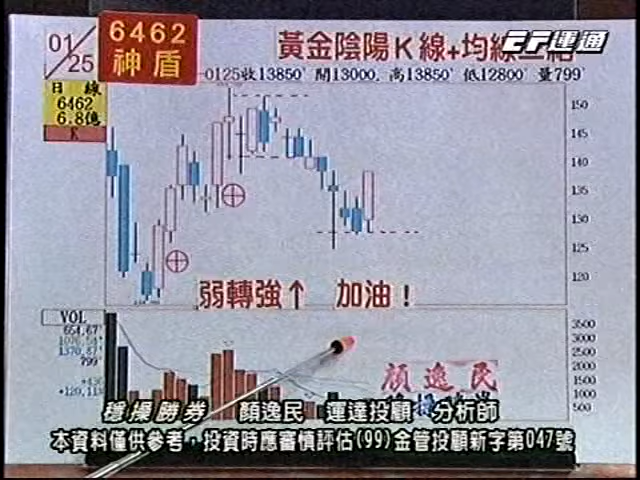 01/25
6462
神盾
黃金陰陽K線+均線
EF運通
0125收13850' 開13000. 高13850' 低12800' 量799'
日線
6462
6.8億
K
150
145
140
135
130
125
120
弱轉強↑ 加油！
VOL
654.67'
1370.87'
799'
+120.11%
3500
3000
2500
2000
1500
1000
500
顏逸民
穩操勝券 顏逸民 運達投顧 分析師
本資料僅供參考，投資時應審慎評估(99)金管投顧新字第047號